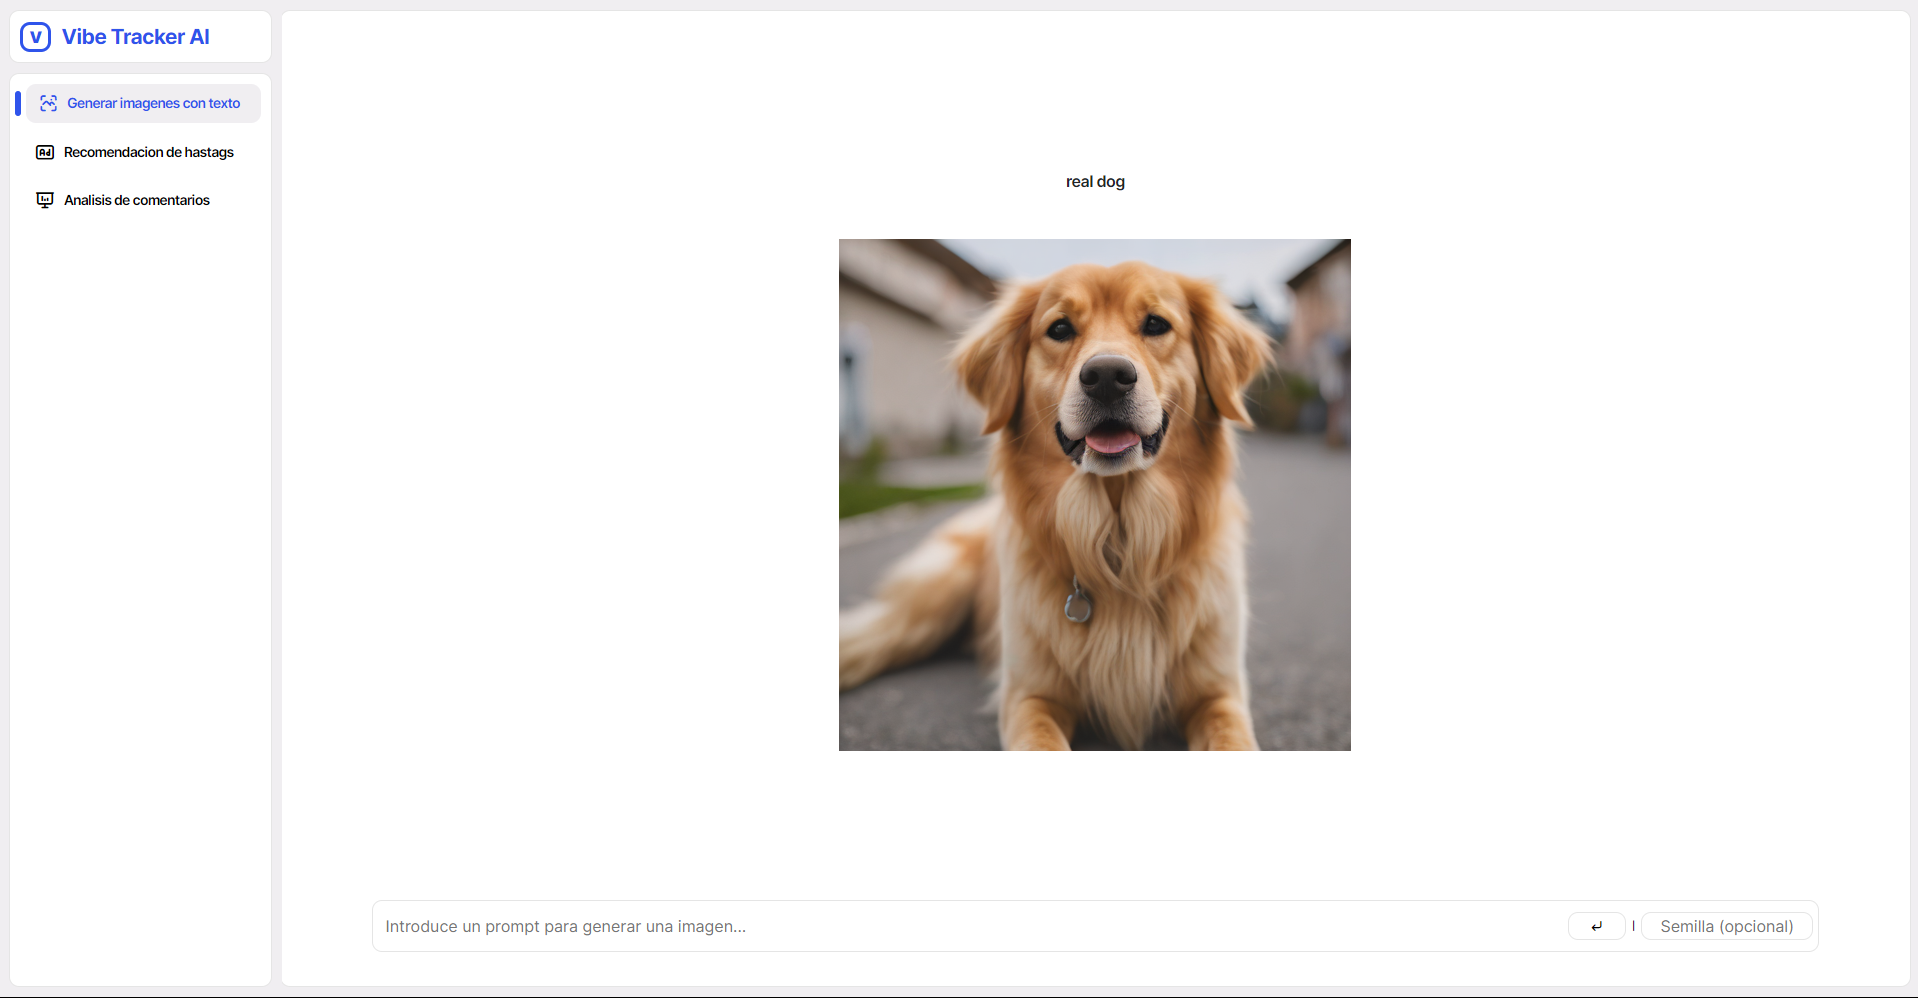 v Vibe Tracker AI
Generar imagenes con texto
Ad Recomendacion de hastags
Analisis de comentarios
real dog
Introduce un prompt para generar una imagen...
Semilla (opcional)